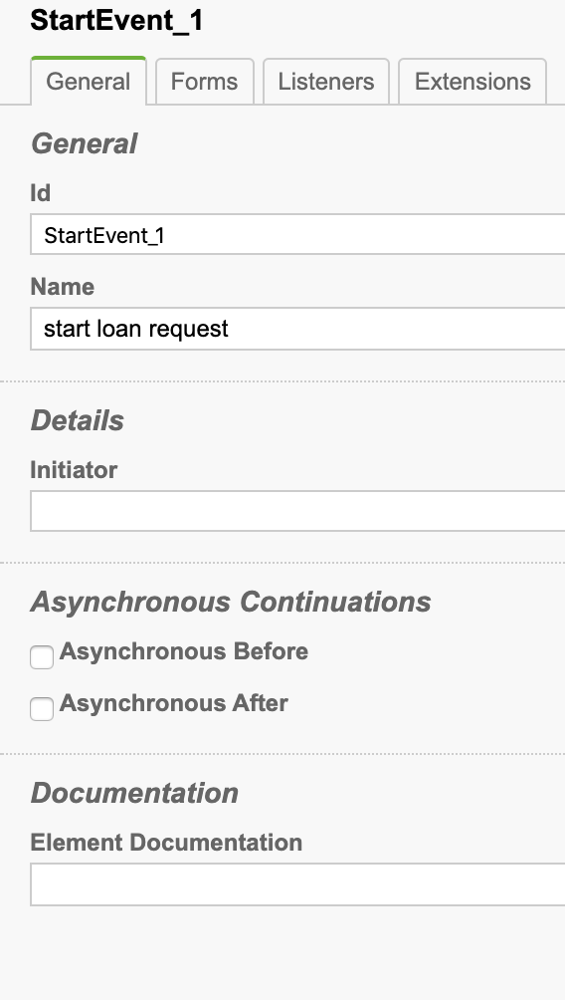 StartEvent_1
General Forms Listeners Extensions
General
Id
StartEvent_1
Name
start loan request
Details
Initiator
Asynchronous Continuations
Asynchronous Before
Asynchronous After
Documentation
Element Documentation